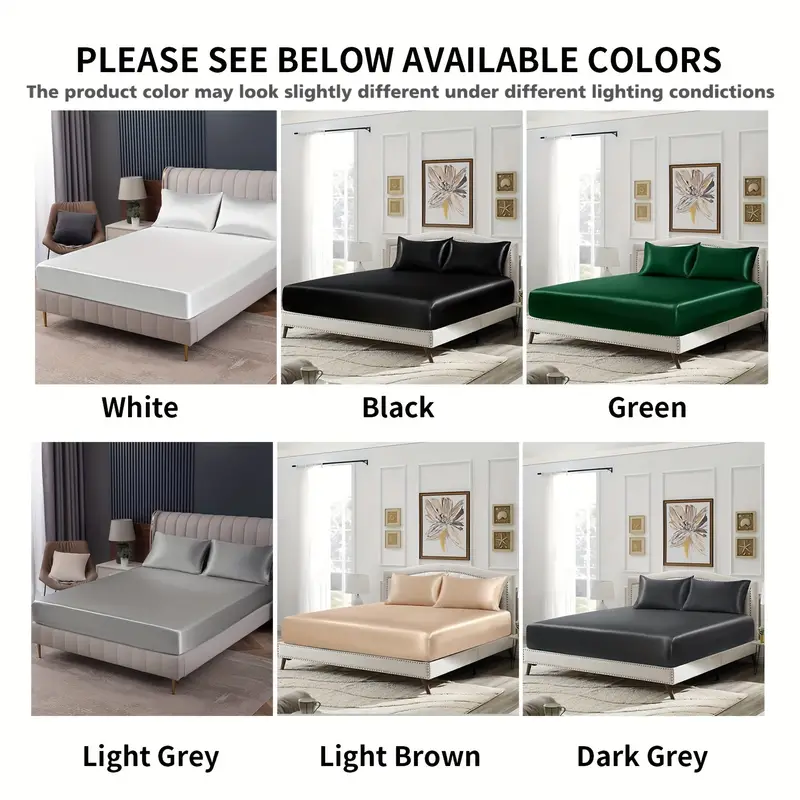 PLEASE SEE BELOW AVAILABLE COLORS
The product color may look slightly different under different lighting condictions
White
Black
Green
Light Grey
Light Brown
Dark Grey